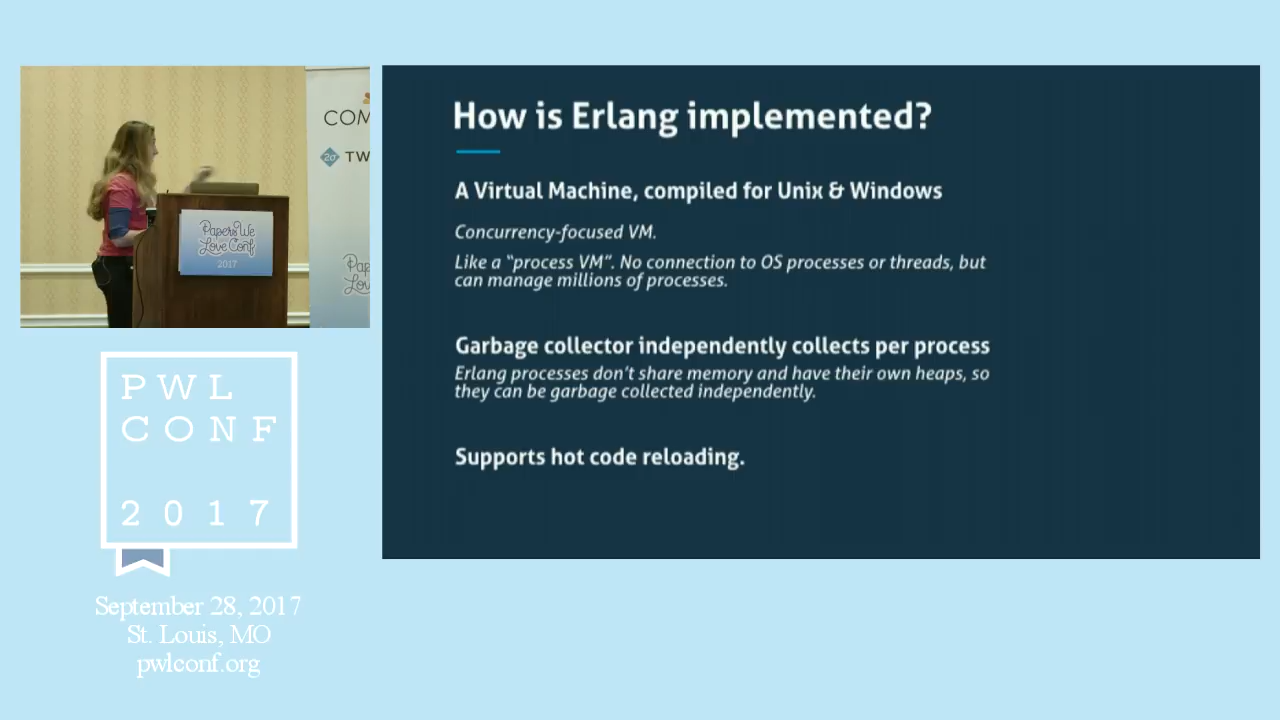 COM
2σ TW
Papers We
Love Conf
2017
Pap
Lov
How is Erlang implemented?
A Virtual Machine, compiled for Unix & Windows
Concurrency-focused VM.
Like a “process VM”. No connection to OS processes or threads, but
can manage millions of processes.
Garbage collector independently collects per process
Erlang processes don’t share memory and have their own heaps, so
they can be garbage collected independently.
Supports hot code reloading.
PWL
CONF
2017
September 28, 2017
St. Louis, MO
pwlconf.org